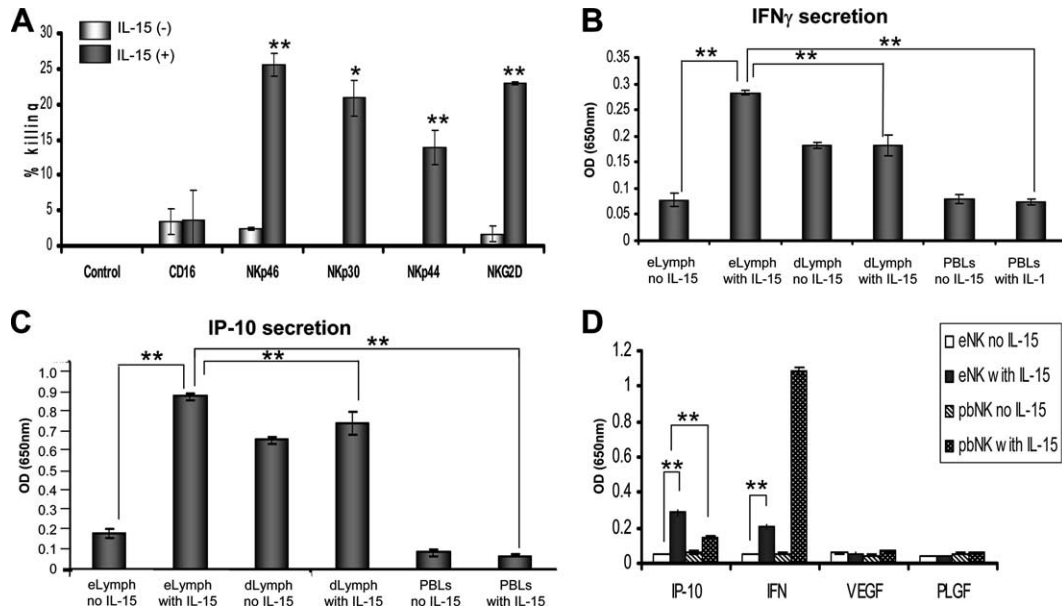 A
IL-15 (-)
IL-15 (+)
% killing
30
25
20
15
10
5
0
**
*
**
**
Control CD16 NKp46 NKp30 NKp44 NKG2D
B
IFNγ secretion
OD (650nm)
0.35
0.3
0.25
0.2
0.15
0.1
0.05
0
**
**
**
eLymph no IL-15
eLymph with IL-15
dLymph no IL-15
dLymph with IL-15
PBLs no IL-15
PBLs with IL-1
C
IP-10 secretion
OD (650nm)
1.0
0.9
0.8
0.7
0.6
0.5
0.4
0.3
0.2
0.1
0
**
**
**
eLymph no IL-15
eLymph with IL-15
dLymph no IL-15
dLymph with IL-15
PBLs no IL-15
PBLs with IL-15
D
eNK no IL-15
eNK with IL-15
pbNK no IL-15
pbNK with IL-15
OD (650nm)
1.2
1
0.8
0.6
0.4
0.2
0
**
**
**
IP-10 IFN VEGF PLGF